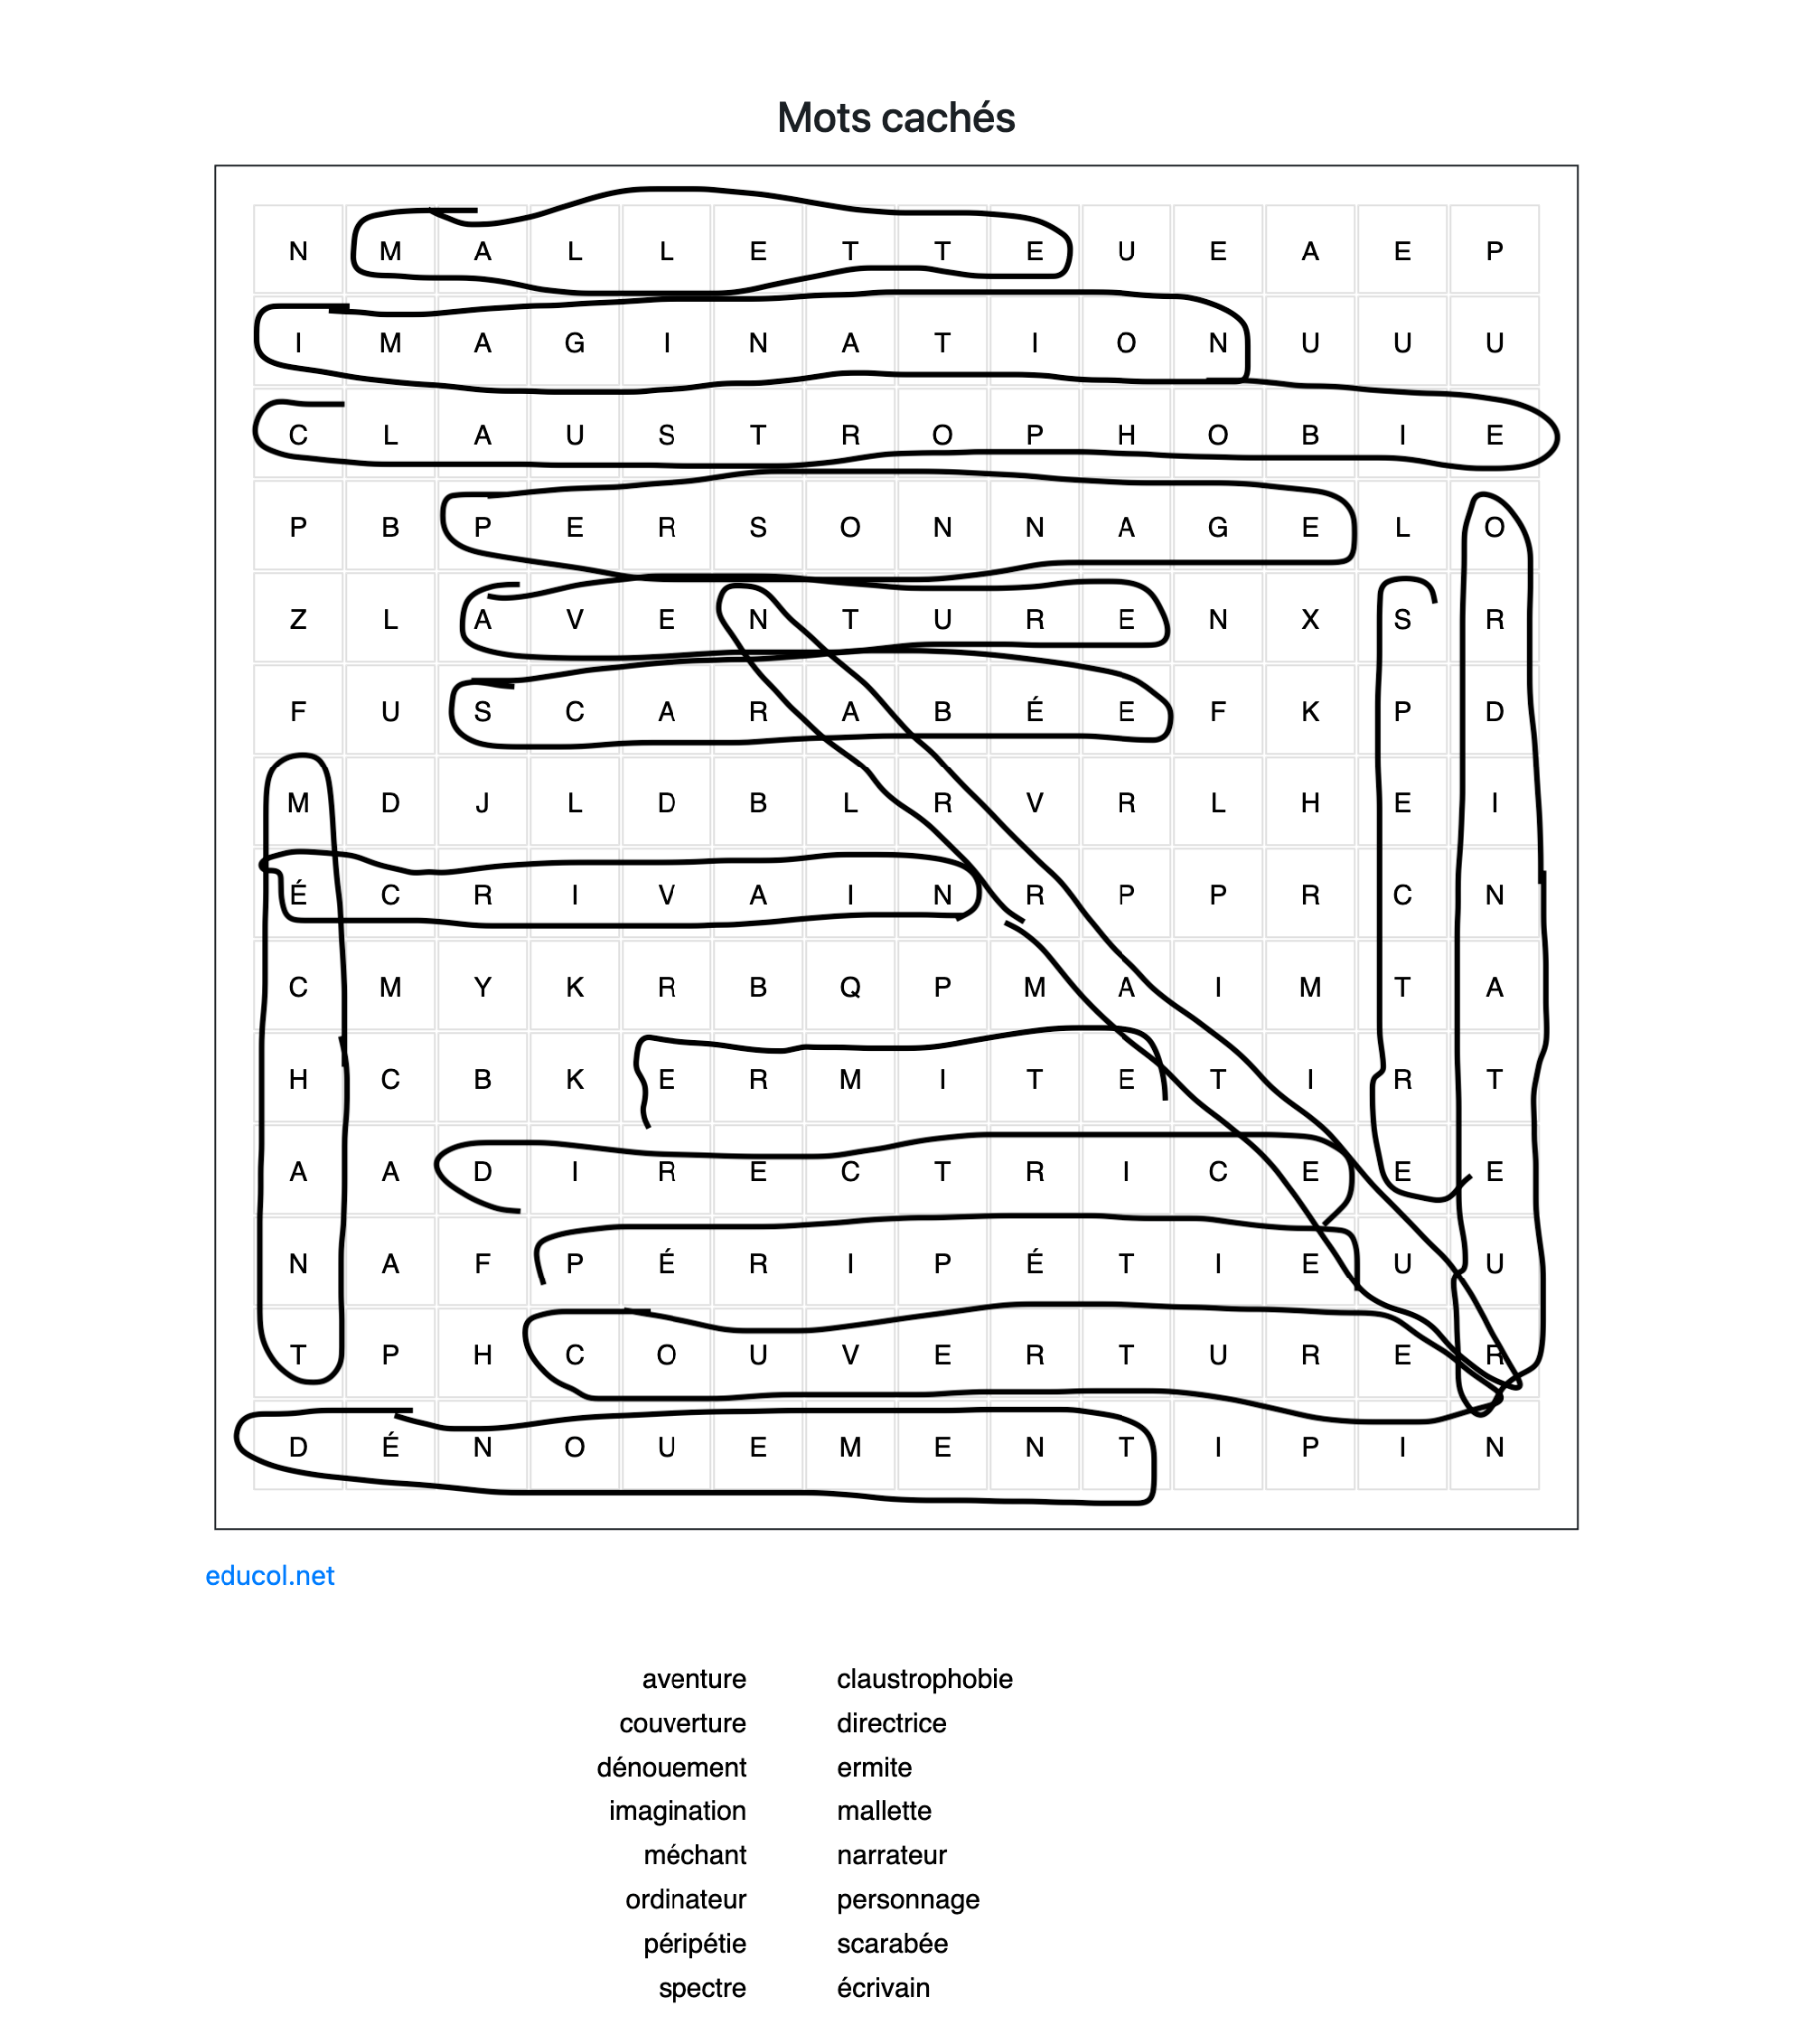 Mots cachés
N M A L L E T T E U E A E P
I M A G I N A T I O N U U U
C L A U S T R O P H O B I E
P B P E R S O N N A G E L O
Z L A V E N T U R E N X S R
F U S C A R A B É E F K P D
M D J L D B L R V R L H E I
É C R I V A I N R P P R C N
C M Y K R B Q P M A I M T A
H C B K E R M I T E T I R T
A A D I R E C T R I C E E E
N A F P É R I P É T I E U U
T P H C O U V E R T U R E R
D É N O U E M E N T I P I N
educol.net
aventure claustrophobie
couverture directrice
dénouement ermite
imagination mallette
méchant narrateur
ordinateur personnage
péripétie scarabée
spectre écrivain